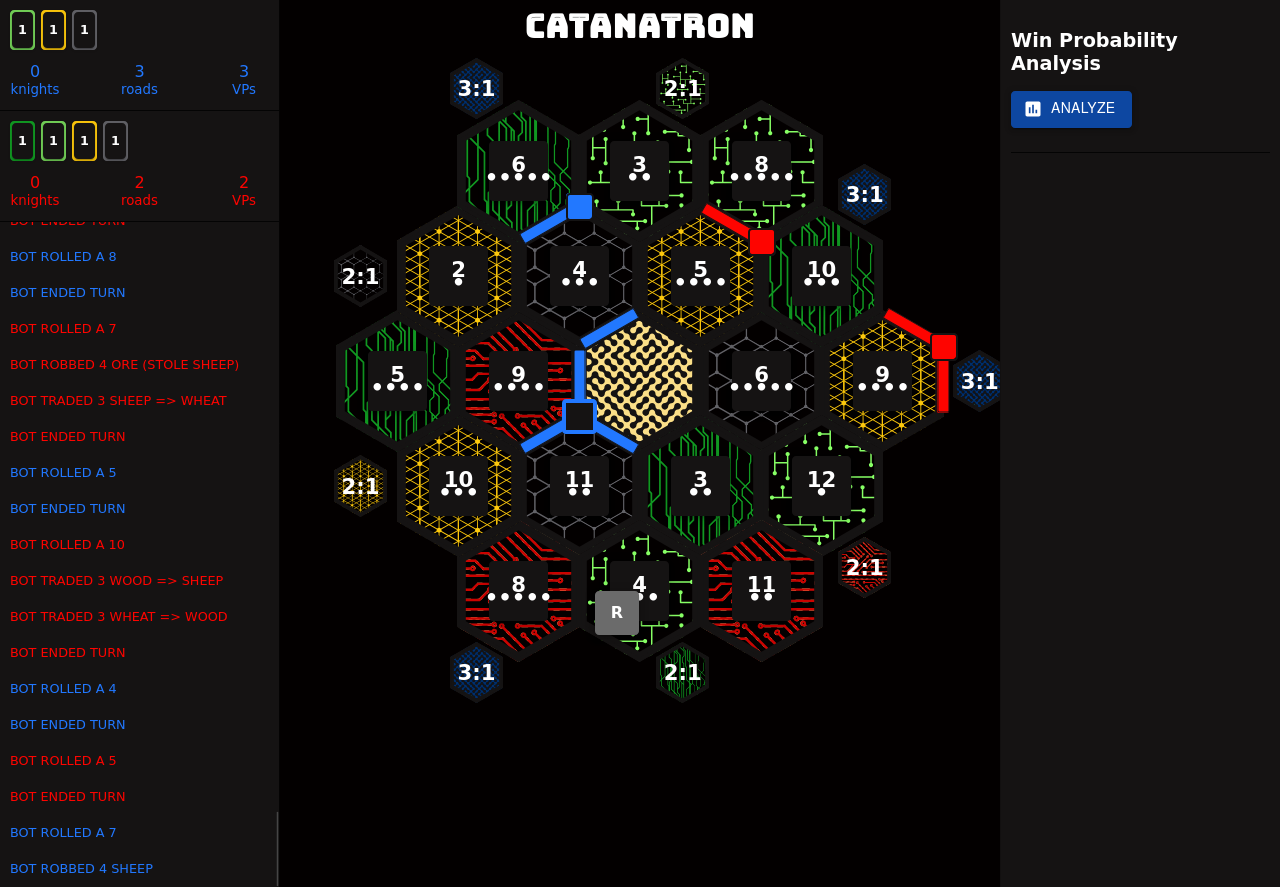 1 1 1
0 3 3
knights roads VPs
1 1 1 1
0 2 2
knights roads VPs
BOT ENDED TURN
BOT ROLLED A 8
BOT ENDED TURN
BOT ROLLED A 7
BOT ROBBED 4 ORE (STOLE SHEEP)
BOT TRADED 3 SHEEP => WHEAT
BOT ENDED TURN
BOT ROLLED A 5
BOT ENDED TURN
BOT ROLLED A 10
BOT TRADED 3 WOOD => SHEEP
BOT TRADED 3 WHEAT => WOOD
BOT ENDED TURN
BOT ROLLED A 4
BOT ENDED TURN
BOT ROLLED A 5
BOT ENDED TURN
BOT ROLLED A 7
BOT ROBBED 4 SHEEP
CATANATRON
3:1 2:1
6 3 8
3:1
2:1 2 4 5 10
5 9 6 9 3:1
2:1 10 11 3 12
2:1
8 4 11
R
3:1 2:1
Win Probability
Analysis
ANALYZE